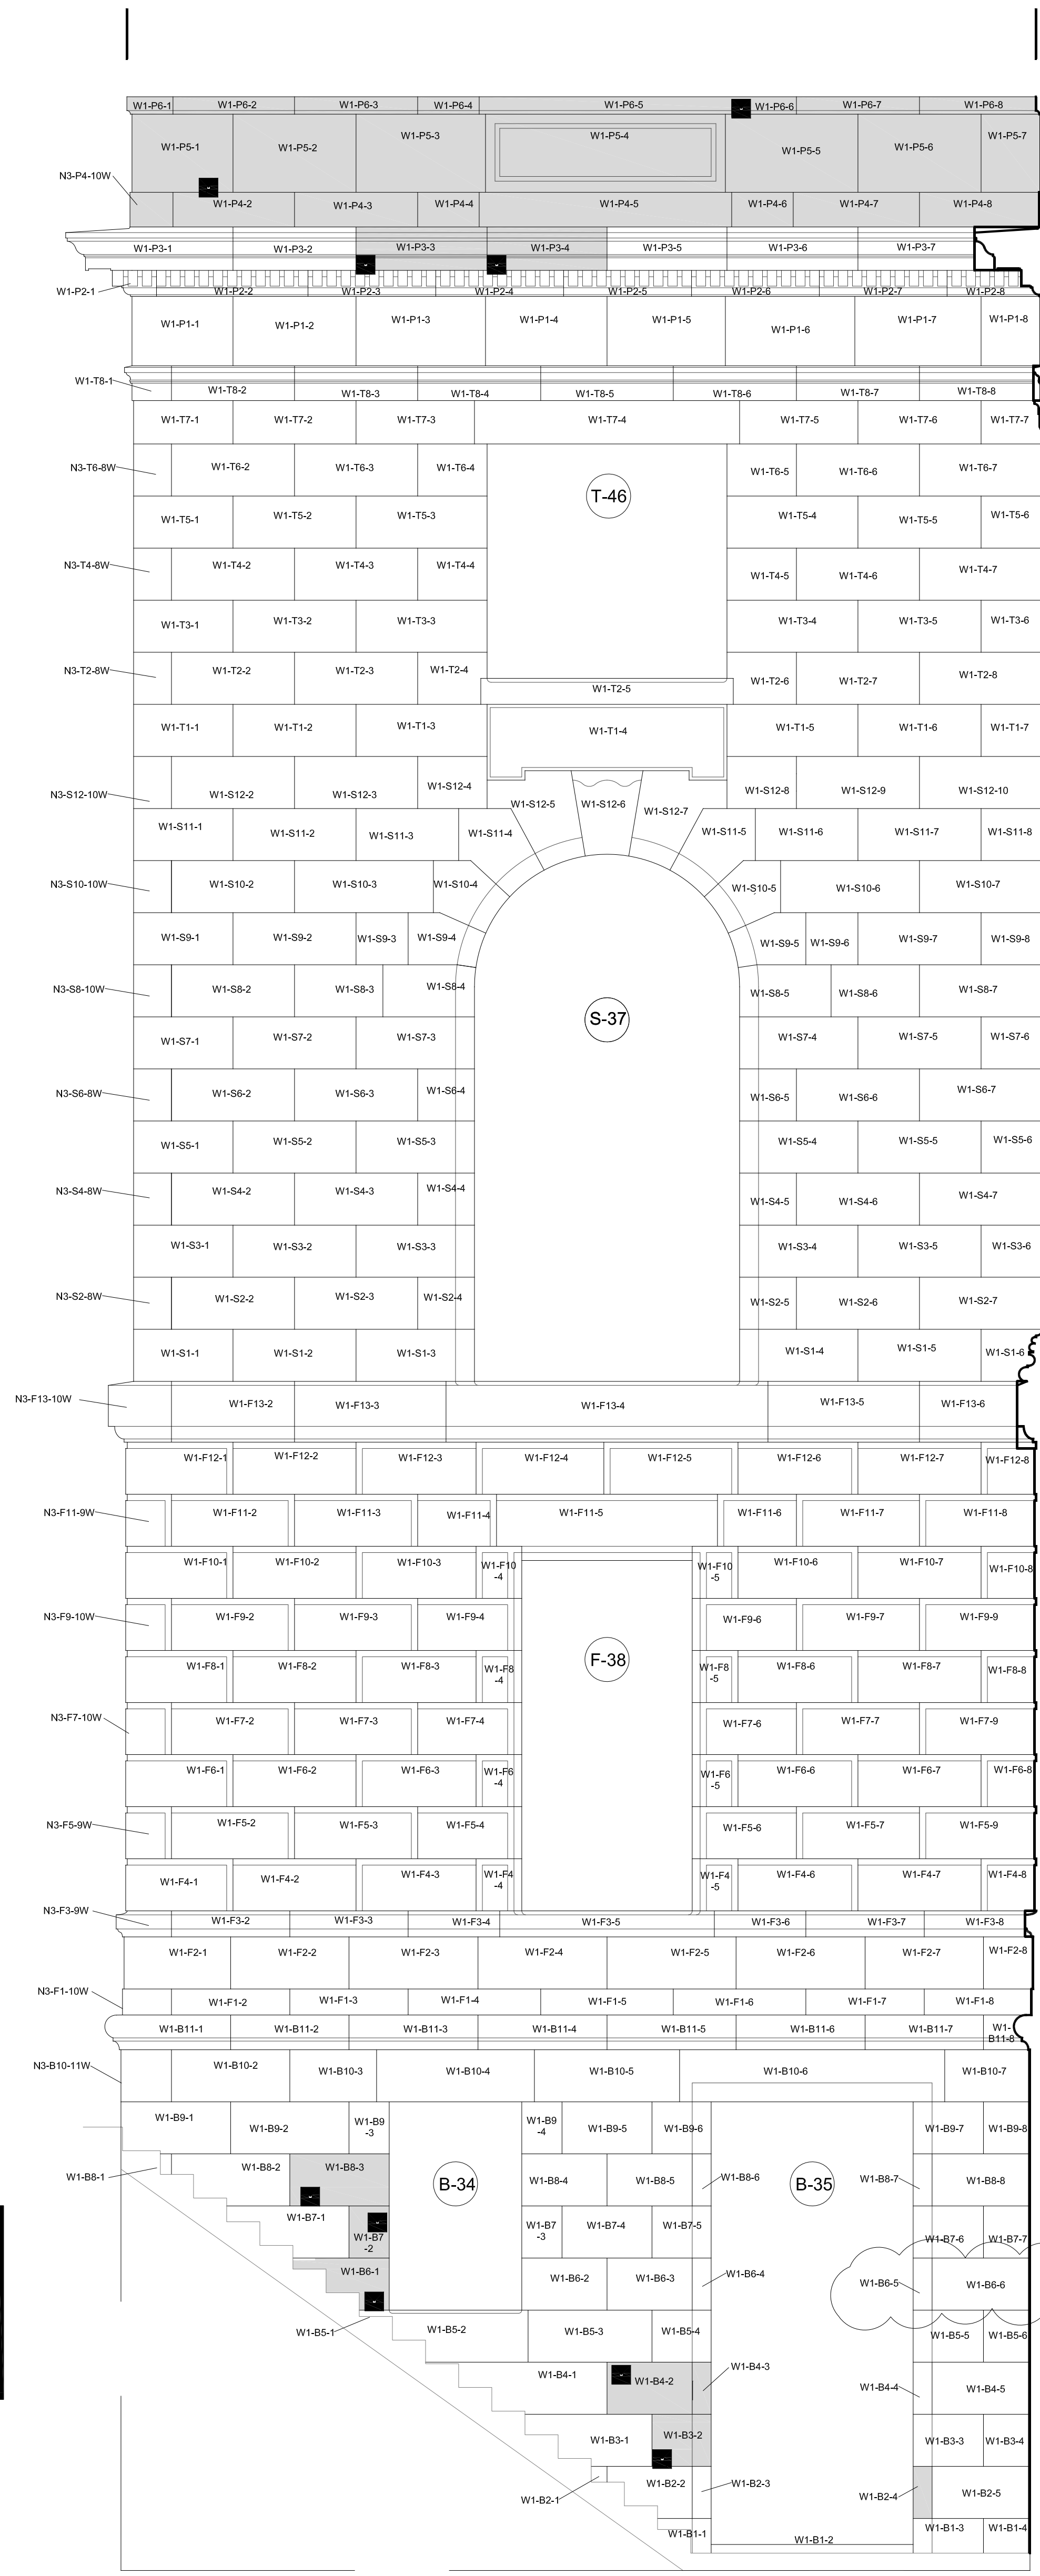 W1-P6-1 W1-P6-2 W1-P6-3 W1-P6-4 W1-P6-5 W1-P6-6 W1-P6-7 W1-P6-8
W1-P5-1 W1-P5-2 W1-P5-3 W1-P5-4 W1-P5-5 W1-P5-6 W1-P5-7
N3-P4-10W W1-P4-2 W1-P4-3 W1-P4-4 W1-P4-5 W1-P4-6 W1-P4-7 W1-P4-8
W1-P3-1 W1-P3-2 W1-P3-3 W1-P3-4 W1-P3-5 W1-P3-6 W1-P3-7
W1-P2-1 W1-P2-2 W1-P2-3 W1-P2-4 W1-P2-5 W1-P2-6 W1-P2-7 W1-P2-8
W1-P1-1 W1-P1-2 W1-P1-3 W1-P1-4 W1-P1-5 W1-P1-6 W1-P1-7 W1-P1-8
W1-T8-1 W1-T8-2 W1-T8-3 W1-T8-4 W1-T8-5 W1-T8-6 W1-T8-7 W1-T8-8
W1-T7-1 W1-T7-2 W1-T7-3 W1-T7-4 W1-T7-5 W1-T7-6 W1-T7-7
N3-T6-8W W1-T6-2 W1-T6-3 W1-T6-4 W1-T6-5 W1-T6-6 W1-T6-7
T-46
W1-T5-1 W1-T5-2 W1-T5-3 W1-T5-4 W1-T5-5 W1-T5-6
N3-T4-8W W1-T4-2 W1-T4-3 W1-T4-4 W1-T4-5 W1-T4-6 W1-T4-7
W1-T3-1 W1-T3-2 W1-T3-3 W1-T3-4 W1-T3-5 W1-T3-6
N3-T2-8W W1-T2-2 W1-T2-3 W1-T2-4 W1-T2-5 W1-T2-6 W1-T2-7 W1-T2-8
W1-T1-1 W1-T1-2 W1-T1-3 W1-T1-4 W1-T1-5 W1-T1-6 W1-T1-7
N3-S12-10W W1-S12-2 W1-S12-3 W1-S12-4 W1-S12-5 W1-S12-6 W1-S12-7 W1-S12-8 W1-S12-9 W1-S12-10
W1-S11-1 W1-S11-2 W1-S11-3 W1-S11-4 W1-S11-5 W1-S11-6 W1-S11-7 W1-S11-8
N3-S10-10W W1-S10-2 W1-S10-3 W1-S10-4 W1-S10-5 W1-S10-6 W1-S10-7
W1-S9-1 W1-S9-2 W1-S9-3 W1-S9-4 W1-S9-5 W1-S9-6 W1-S9-7 W1-S9-8
N3-S8-10W W1-S8-2 W1-S8-3 W1-S8-4 W1-S8-5 W1-S8-6 W1-S8-7
S-37
W1-S7-1 W1-S7-2 W1-S7-3 W1-S7-4 W1-S7-5 W1-S7-6
N3-S6-8W W1-S6-2 W1-S6-3 W1-S6-4 W1-S6-5 W1-S6-6 W1-S6-7
W1-S5-1 W1-S5-2 W1-S5-3 W1-S5-4 W1-S5-5 W1-S5-6
N3-S4-8W W1-S4-2 W1-S4-3 W1-S4-4 W1-S4-5 W1-S4-6 W1-S4-7
W1-S3-1 W1-S3-2 W1-S3-3 W1-S3-4 W1-S3-5 W1-S3-6
N3-S2-8W W1-S2-2 W1-S2-3 W1-S2-4 W1-S2-5 W1-S2-6 W1-S2-7
W1-S1-1 W1-S1-2 W1-S1-3 W1-S1-4 W1-S1-5 W1-S1-6
N3-F13-10W W1-F13-2 W1-F13-3 W1-F13-4 W1-F13-5 W1-F13-6
W1-F12-1 W1-F12-2 W1-F12-3 W1-F12-4 W1-F12-5 W1-F12-6 W1-F12-7 W1-F12-8
N3-F11-9W W1-F11-2 W1-F11-3 W1-F11-4 W1-F11-5 W1-F11-6 W1-F11-7 W1-F11-8
W1-F10-1 W1-F10-2 W1-F10-3 W1-F10 W1-F10 W1-F10-6 W1-F10-7 W1-F10-8
-4 -5
N3-F9-10W W1-F9-2 W1-F9-3 W1-F9-4 W1-F9-6 W1-F9-7 W1-F9-9
F-38
W1-F8-1 W1-F8-2 W1-F8-3 W1-F8 W1-F8 W1-F8-6 W1-F8-7 W1-F8-8
-4 -5
N3-F7-10W W1-F7-2 W1-F7-3 W1-F7-4 W1-F7-6 W1-F7-7 W1-F7-9
W1-F6-1 W1-F6-2 W1-F6-3 W1-F6 W1-F6 W1-F6-6 W1-F6-7 W1-F6-8
-4 -5
N3-F5-9W W1-F5-2 W1-F5-3 W1-F5-4 W1-F5-6 W1-F5-7 W1-F5-9
W1-F4-1 W1-F4-2 W1-F4-3 W1-F4 W1-F4 W1-F4-6 W1-F4-7 W1-F4-8
-4 -5
N3-F3-9W W1-F3-2 W1-F3-3 W1-F3-4 W1-F3-5 W1-F3-6 W1-F3-7 W1-F3-8
W1-F2-1 W1-F2-2 W1-F2-3 W1-F2-4 W1-F2-5 W1-F2-6 W1-F2-7 W1-F2-8
N3-F1-10W W1-F1-2 W1-F1-3 W1-F1-4 W1-F1-5 W1-F1-6 W1-F1-7 W1-F1-8
W1-B11-1 W1-B11-2 W1-B11-3 W1-B11-4 W1-B11-5 W1-B11-6 W1-B11-7 W1-
B11-8
N3-B10-11W W1-B10-2 W1-B10-3 W1-B10-4 W1-B10-5 W1-B10-6 W1-B10-7
W1-B9-1 W1-B9-2 W1-B9 W1-B9 W1-B9-5 W1-B9-6 W1-B9-7 W1-B9-8
-3 -4
W1-B8-1 W1-B8-2 W1-B8-3 W1-B8-4 W1-B8-5 W1-B8-6 W1-B8-7 W1-B8-8
B-34 B-35
W1-B7-1 W1-B7 W1-B7 W1-B7-4 W1-B7-5 W1-B7-6 W1-B7-7
-2 -3
W1-B6-1 W1-B6-2 W1-B6-3 W1-B6-4 W1-B6-5 W1-B6-6
W1-B5-1 W1-B5-2 W1-B5-3 W1-B5-4 W1-B5-5 W1-B5-6
W1-B4-1 W1-B4-2 W1-B4-3 W1-B4-4 W1-B4-5
W1-B3-1 W1-B3-2 W1-B3-3 W1-B3-4
W1-B2-1 W1-B2-2 W1-B2-3 W1-B2-4 W1-B2-5
W1-B1-1 W1-B1-2 W1-B1-3 W1-B1-4